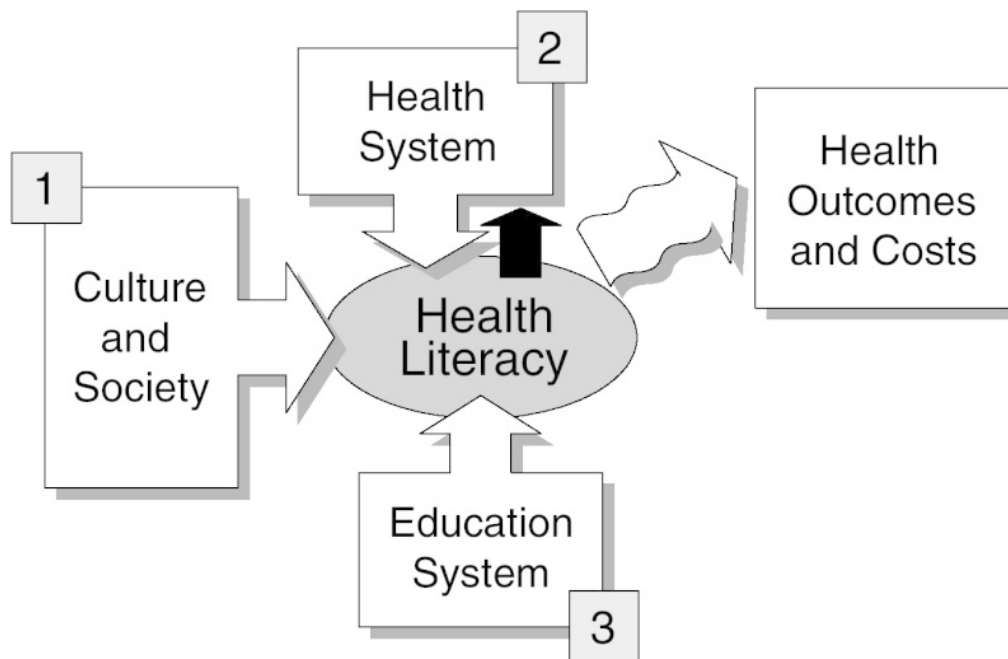 1
Culture
and
Society
2
Health
System
Health
Literacy
Education
System
3
Health
Outcomes
and Costs